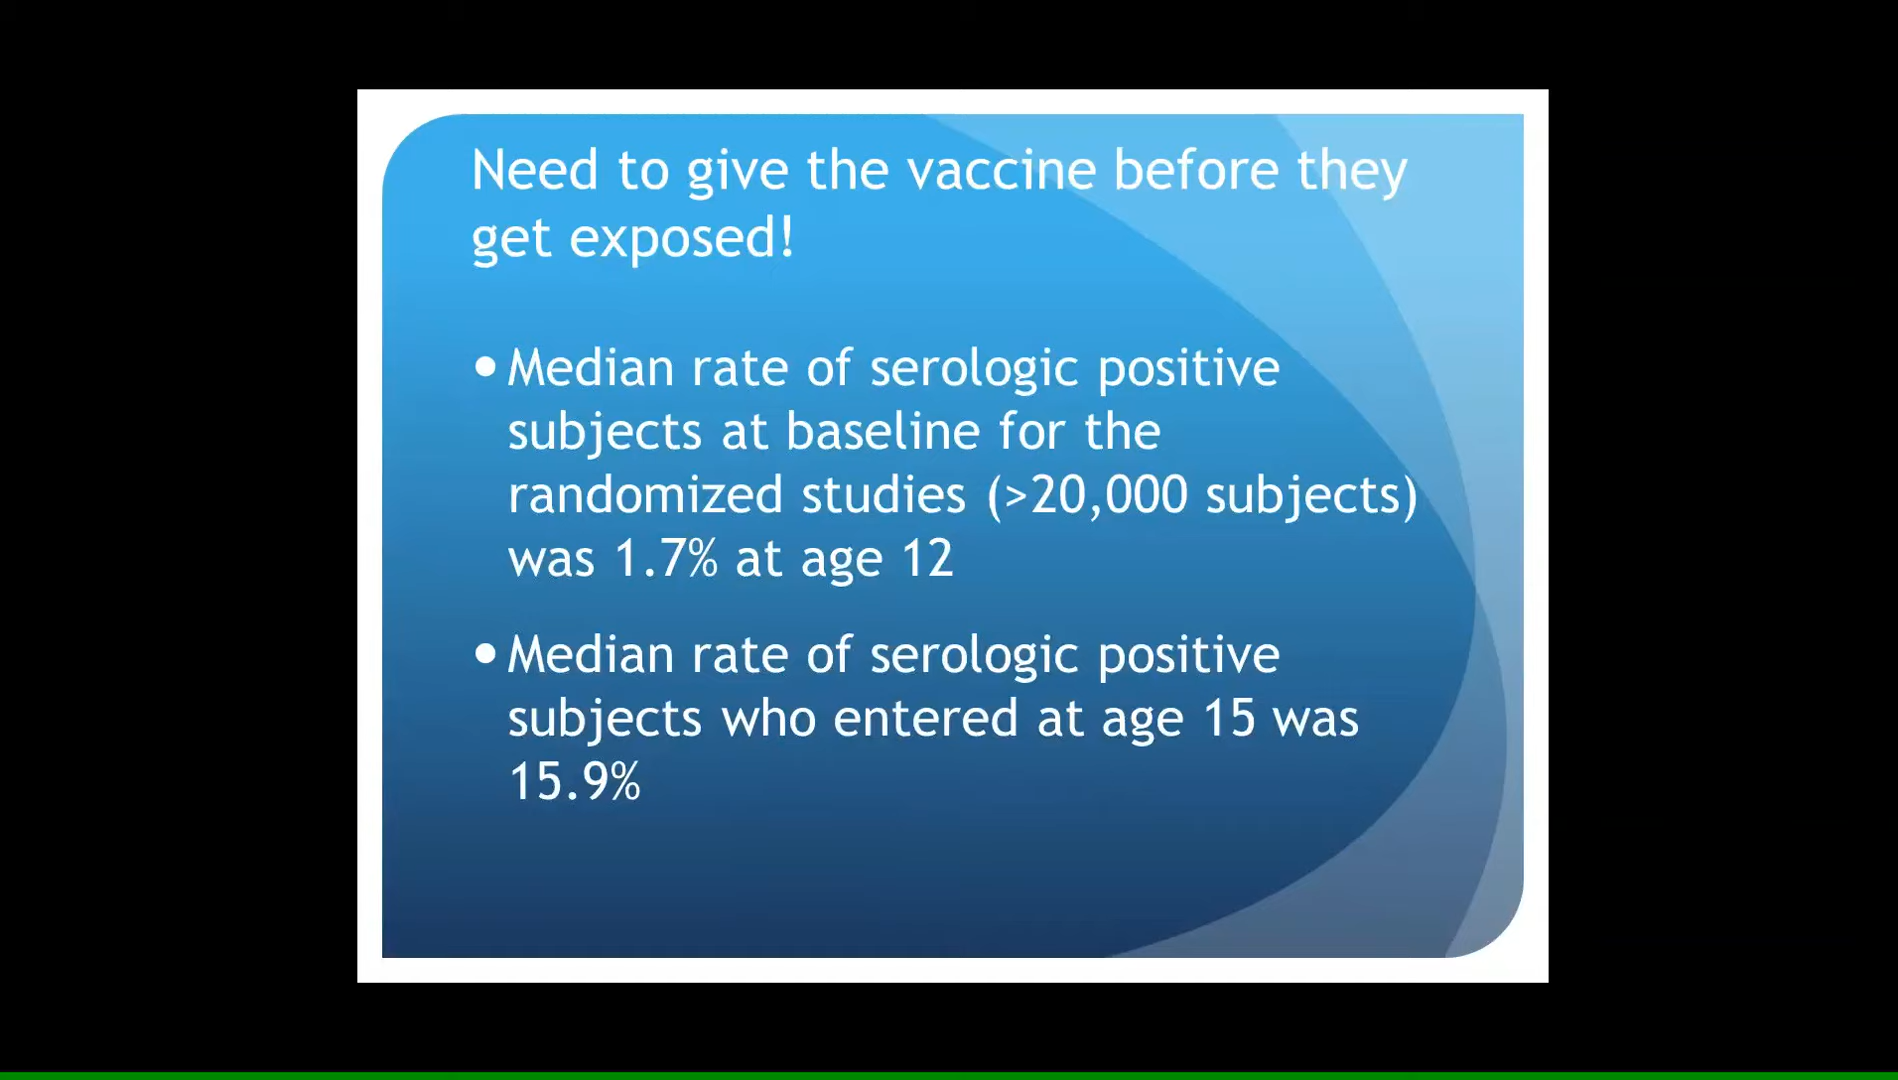 Need to give the vaccine before they
get exposed!
• Median rate of serologic positive
subjects at baseline for the
randomized studies (>20,000 subjects)
was 1.7% at age 12
• Median rate of serologic positive
subjects who entered at age 15 was
15.9%